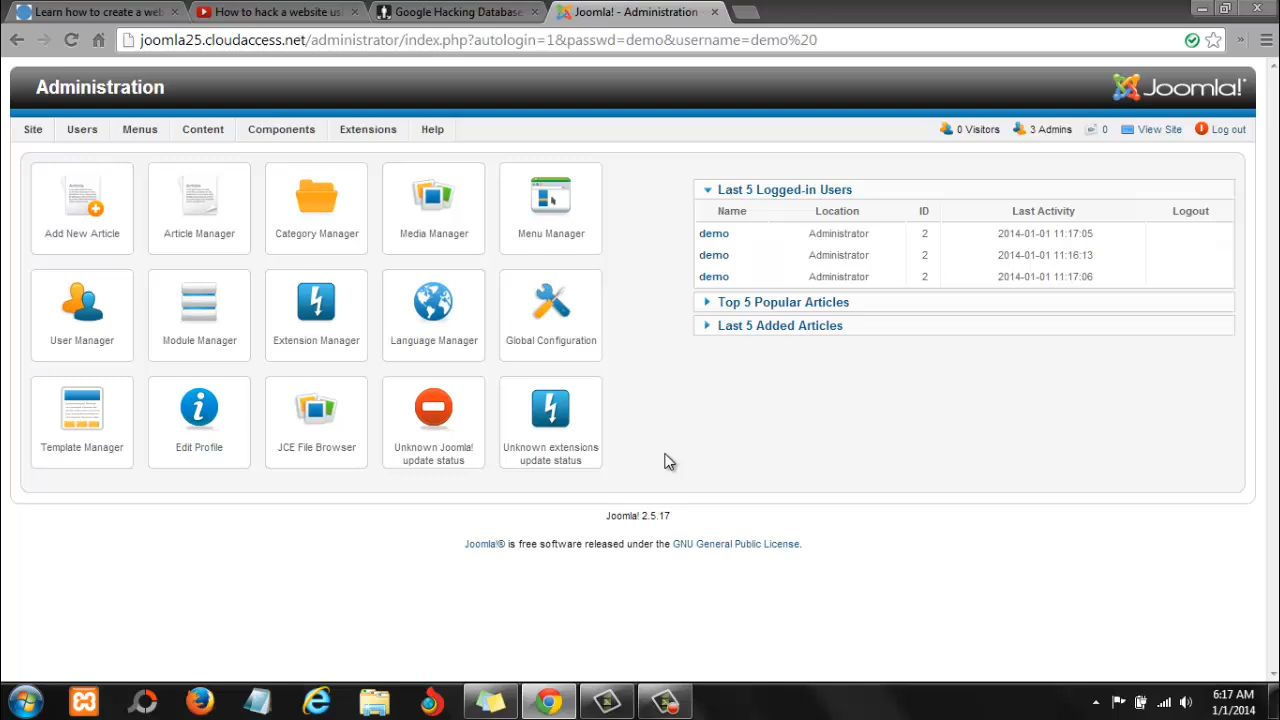 Learn how to create a web
How to hack a website usi
Google Hacking Database
Joomla! - Administration
joomla25.cloudaccess.net/administrator/index.php?autologin=1&passwd=demo&username=demo%20
Administration
Joomla!
Site Users Menus Content Components Extensions Help
0 Visitors 3 Admins 0 View Site Log out
Add New Article
Article Manager
Category Manager
Media Manager
Menu Manager
User Manager
Module Manager
Extension Manager
Language Manager
Global Configuration
Template Manager
Edit Profile
JCE File Browser
Unknown Joomla!
update status
Unknown extensions
update status
Last 5 Logged-in Users
Name Location ID Last Activity Logout
demo Administrator 2 2014-01-01 11:17:05
demo Administrator 2 2014-01-01 11:16:13
demo Administrator 2 2014-01-01 11:17:06
Top 5 Popular Articles
Last 5 Added Articles
Joomla! 2.5.17
Joomla!® is free software released under the GNU General Public License.
6:17 AM
1/1/2014